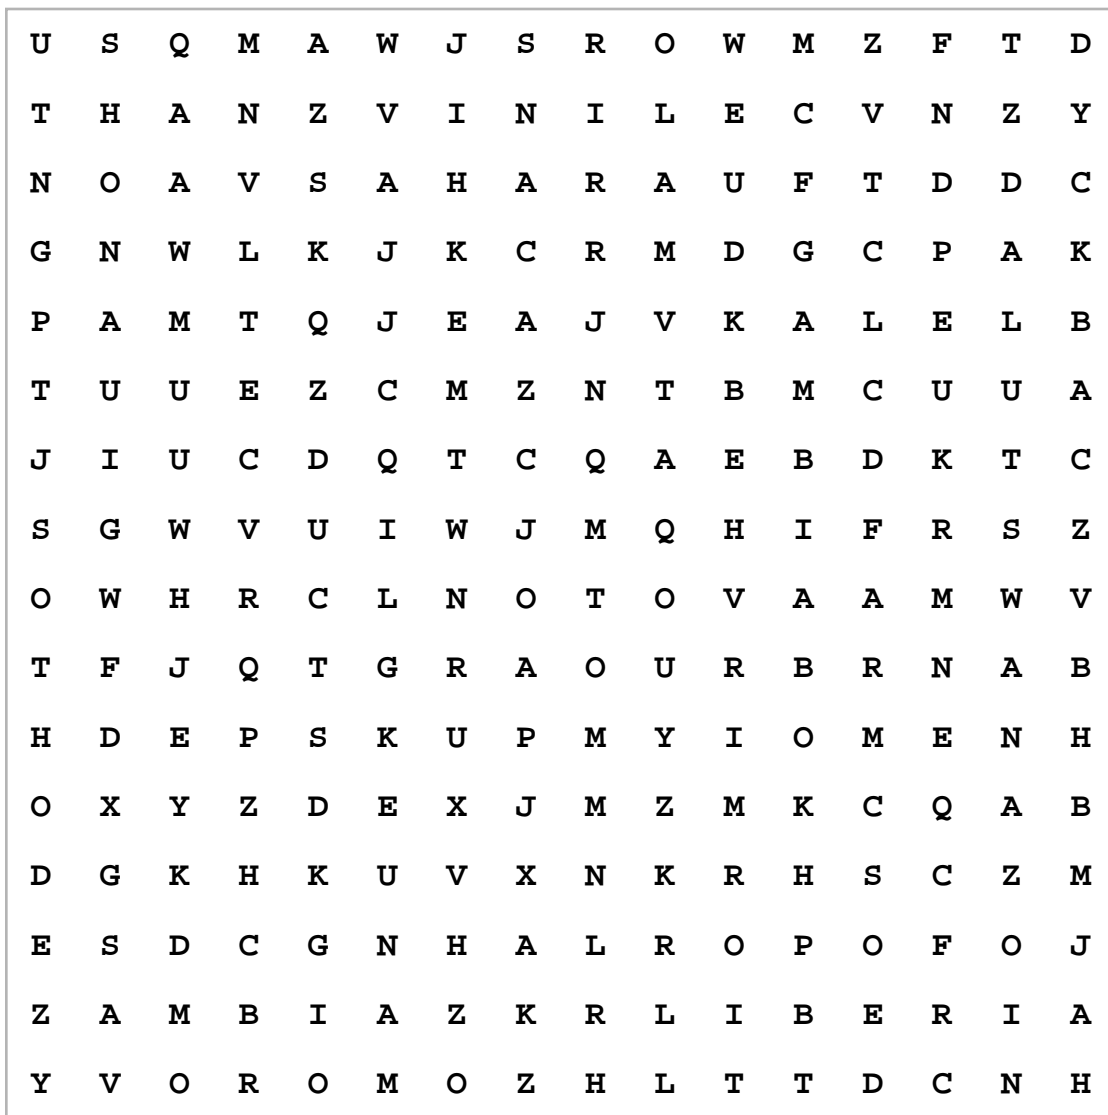 U S Q M A W J S R O W M Z F T D
T H A N Z V I N I L E C V N Z Y
N O A V S A H A R A U F T D D C
G N W L K J K C R M D G C P A K
P A M T Q J E A J V K A L E L B
T U U E Z C M Z N T B M C U U A
J I U C D Q T C Q A E B D K T C
S G W V U I W J M Q H I F R S Z
O W H R C L N O T O V A A M W V
T F J Q T G R A O U R B R N A B
H D E P S K U P M Y I O M E N H
O X Y Z D E X J M Z M K C Q A B
D G K H K U V X N K R H S C Z M
E S D C G N H A L R O P O F O J
Z A M B I A Z K R L I B E R I A
Y V O R O M O Z H L T T D C N H